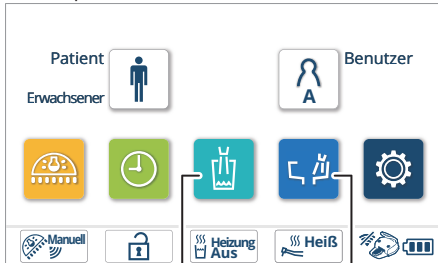 Patient
Benutzer
Erwachsener
A
Manuell
Heizung
Aus
Heiß